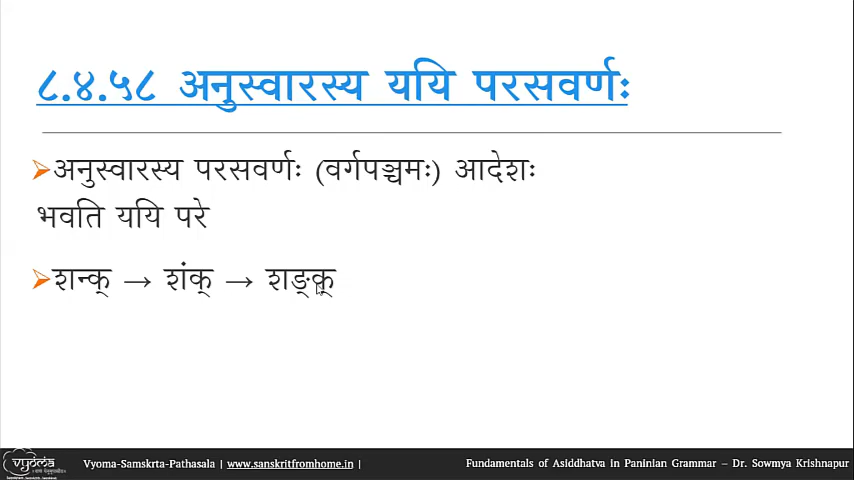 ८.४.५८ अनुस्वारस्य ययि परसवर्णः
अनुस्वारस्य परसवर्णः (वर्गपञ्चमः) आदेशः
भवति ययि परे
शन्क् → शंक् → शङ्क्
vyoma
Vyoma-Samskrta-Pathasala | www.sanskritfromhome.in |
Fundamentals of Asiddhatva in Paninian Grammar – Dr. Sowmya Krishnapur